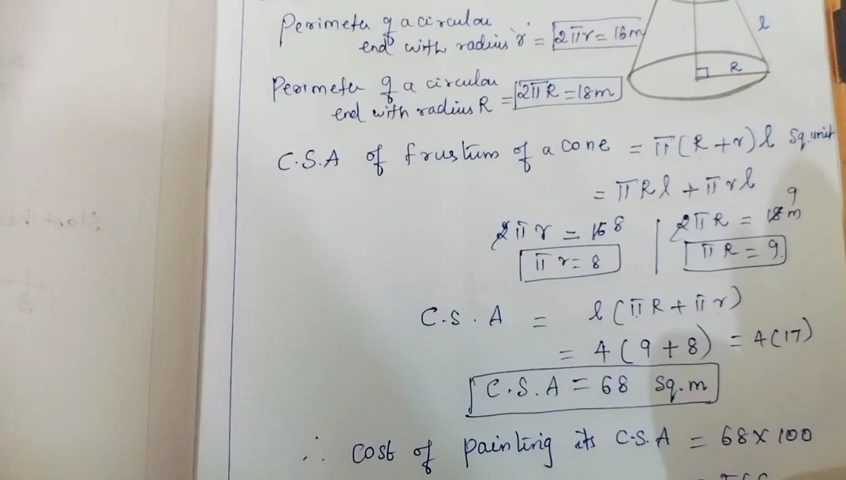 Perimeter of a circular
end with radius 'r' = 2πr = 16m
l
R
Perimeter of a circular
end with radius R = 2πR = 18m
C.S.A of frustum of a cone = π(R+r)l sq.unit
= πRl + πrl
2πr = 16 8 | 2πR = 18m 9
πr = 8 | πR = 9.
C.S.A = l(πR + πr)
= 4(9+8) = 4(17)
C.S.A = 68 Sq.m
∴ Cost of painting its C.S.A = 68×100